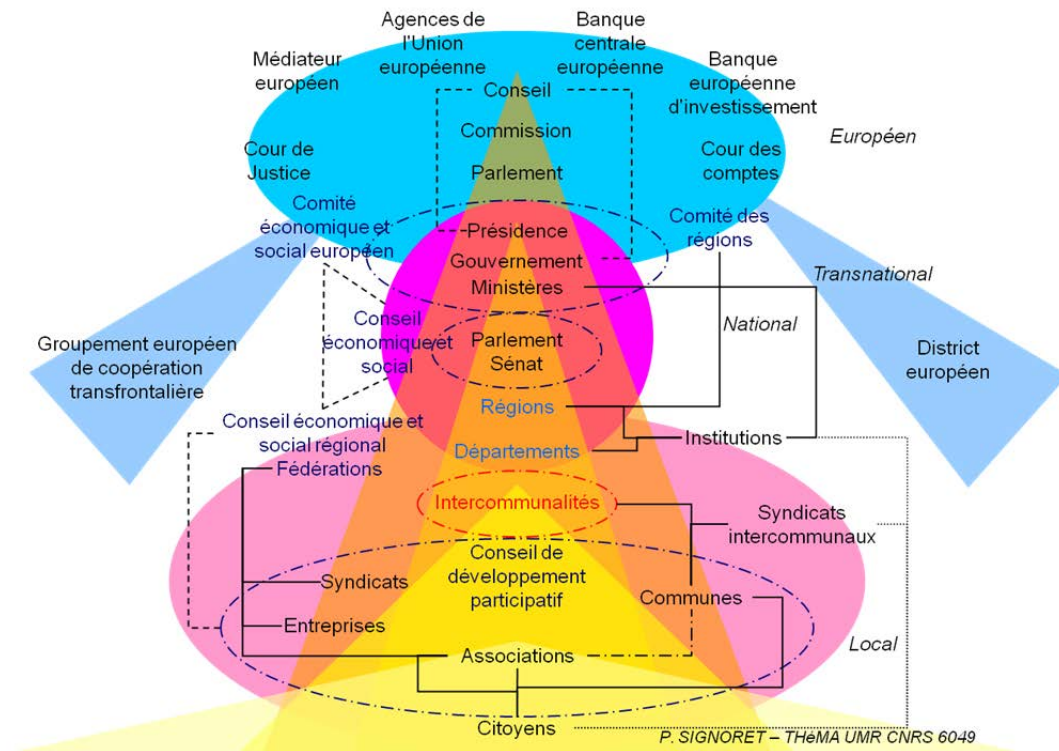 Agences de
l'Union
européenne
Banque
centrale
européenne
Médiateur
européen
Banque
européenne
d'investissement
Conseil
Européen
Commission
Cour de
Justice
Parlement
Cour des
comptes
Comité
économique et
social européen
Comité des
régions
Présidence
Gouvernement
Ministères
Transnational
National
Conseil
économique et
social
Parlement
Sénat
Groupement européen
de coopération
transfrontalière
District
européen
Régions
Conseil économique et
social régional
Fédérations
Institutions
Départements
Intercommunalités
Syndicats
intercommunaux
Conseil de
développement
participatif
Syndicats
Communes
Entreprises
Local
Associations
Citoyens
P. SIGNORET – THéMA UMR CNRS 6049